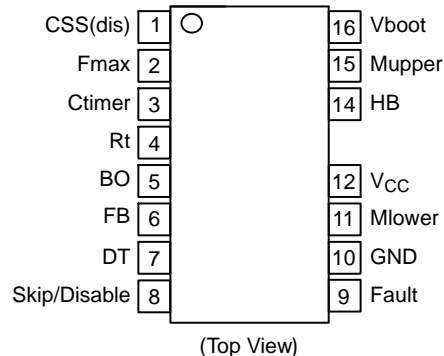 CSS(dis) 1 16 Vboot
Fmax 2 15 Mupper
Ctimer 3 14 HB
Rt 4
BO 5 12 VCC
FB 6 11 Mlower
DT 7 10 GND
Skip/Disable 8 9 Fault
(Top View)